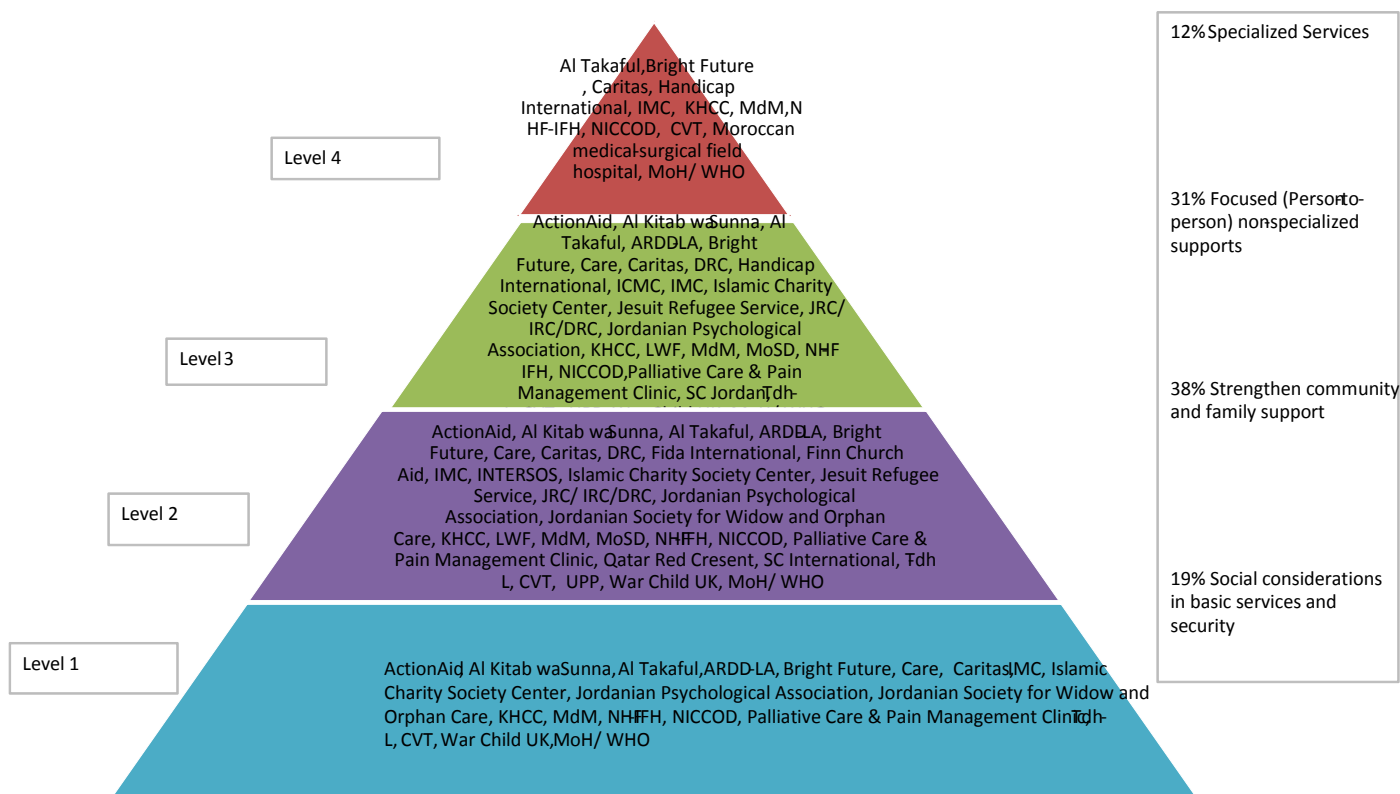 12% Specialized Services
Al Takaful,Bright Future
, Caritas, Handicap
International, IMC, KHCC, MdM,N
HF-IFH, NICCOD, CVT, Moroccan
medical-surgical field
hospital, MoH/ WHO
Level 4
31% Focused (Person-to-
person) non-specialized
supports
ActionAid, Al Kitab wa Sunna, Al
Takaful, ARDD-LA, Bright
Future, Care, Caritas, DRC, Handicap
International, ICMC, IMC, Islamic Charity
Society Center, Jesuit Refugee Service, JRC/
IRC/DRC, Jordanian Psychological
Association, KHCC, LWF, MdM, MoSD, NHF-
IFH, NICCOD,Palliative Care & Pain
Management Clinic, SC Jordan, Tdh-
Level 3
38% Strengthen community
and family support
ActionAid, Al Kitab wa Sunna, Al Takaful, ARDD-LA, Bright
Future, Care, Caritas, DRC, Fida International, Finn Church
Aid, IMC, INTERSOS, Islamic Charity Society Center, Jesuit Refugee
Service, JRC/ IRC/DRC, Jordanian Psychological
Association, Jordanian Society for Widow and Orphan
Care, KHCC, LWF, MdM, MoSD, NHF-IFH, NICCOD, Palliative Care &
Pain Management Clinic, Qatar Red Cresent, SC International, Tdh-
L, CVT, UPP, War Child UK, MoH/ WHO
Level 2
19% Social considerations
in basic services and
security
Level 1
ActionAid, Al Kitab wa Sunna, Al Takaful,ARDD-LA, Bright Future, Care, Caritas,IMC, Islamic
Charity Society Center, Jordanian Psychological Association, Jordanian Society for Widow and
Orphan Care, KHCC, MdM, NHF-IFH, NICCOD, Palliative Care & Pain Management Clinic, Tdh-
L, CVT, War Child UK,MoH/ WHO